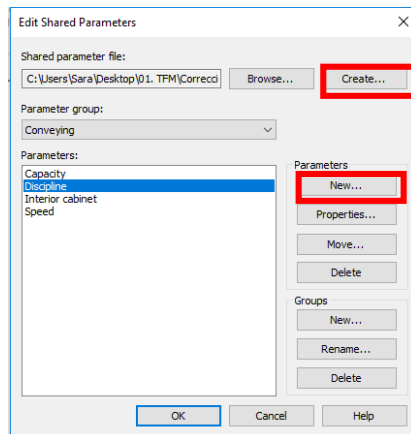 Edit Shared Parameters
Shared parameter file:
C:\Users\Sara\Desktop\01. TFM\Correcci
Browse...
Create...
Parameter group:
Conveying
Parameters:
Capacity
Discipline
Interior cabinet
Speed
Parameters
New...
Properties...
Move...
Delete
Groups
New...
Rename...
Delete
OK
Cancel
Help